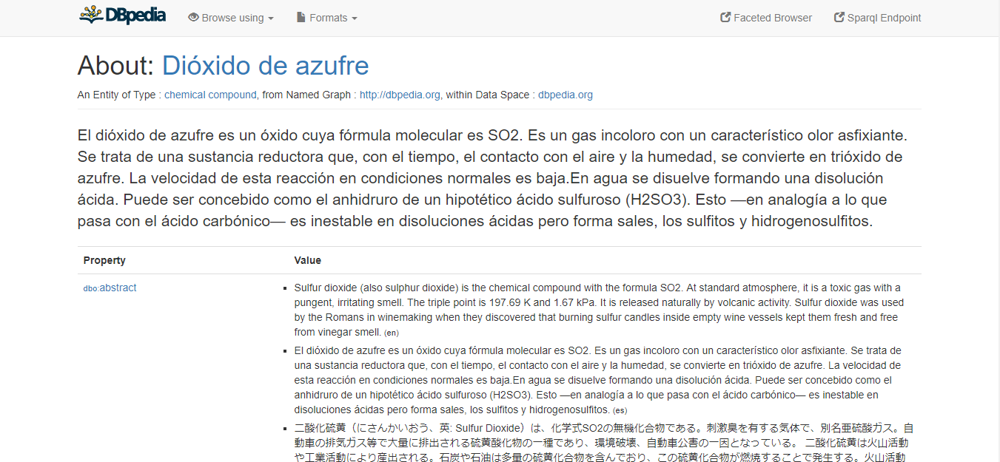 DBpedia Browse using Formats Faceted Browser Sparql Endpoint
About: Dióxido de azufre
An Entity of Type : chemical compound, from Named Graph : http://dbpedia.org, within Data Space : dbpedia.org
El dióxido de azufre es un óxido cuya fórmula molecular es SO2. Es un gas incoloro con un característico olor asfixiante.
Se trata de una sustancia reductora que, con el tiempo, el contacto con el aire y la humedad, se convierte en trióxido de
azufre. La velocidad de esta reacción en condiciones normales es baja.En agua se disuelve formando una disolución
ácida. Puede ser concebido como el anhidruro de un hipotético ácido sulfuroso (H2SO3). Esto —en analogía a lo que
pasa con el ácido carbónico— es inestable en disoluciones ácidas pero forma sales, los sulfitos y hidrogenosulfitos.
Property Value
dbo:abstract
Sulfur dioxide (also sulphur dioxide) is the chemical compound with the formula SO2. At standard atmosphere, it is a toxic gas with a
pungent, irritating smell. The triple point is 197.69 K and 1.67 kPa. It is released naturally by volcanic activity. Sulfur dioxide was used
by the Romans in winemaking when they discovered that burning sulfur candles inside empty wine vessels kept them fresh and free
from vinegar smell. (en)
El dióxido de azufre es un óxido cuya fórmula molecular es SO2. Es un gas incoloro con un característico olor asfixiante. Se trata de
una sustancia reductora que, con el tiempo, el contacto con el aire y la humedad, se convierte en trióxido de azufre. La velocidad de
esta reacción en condiciones normales es baja.En agua se disuelve formando una disolución ácida. Puede ser concebido como el
anhidruro de un hipotético ácido sulfuroso (H2SO3). Esto —en analogía a lo que pasa con el ácido carbónico— es inestable en
disoluciones ácidas pero forma sales, los sulfitos y hidrogenosulfitos. (es)
二酸化硫黄（にさんかいおう、英: Sulfur Dioxide）は、化学式SO2の無機化合物である。刺激臭を有する気体で、別名亜硫酸ガス。自
動車の排気ガス等で大量に排出される硫黄酸化物の一種であり、環境破壊、自動車公害の一因となっている。 二酸化硫黄は火山活動
や工業活動により産出される。石炭や石油は多量の硫黄化合物を含んでおり、この硫黄化合物が燃焼することで発生する。火山活動